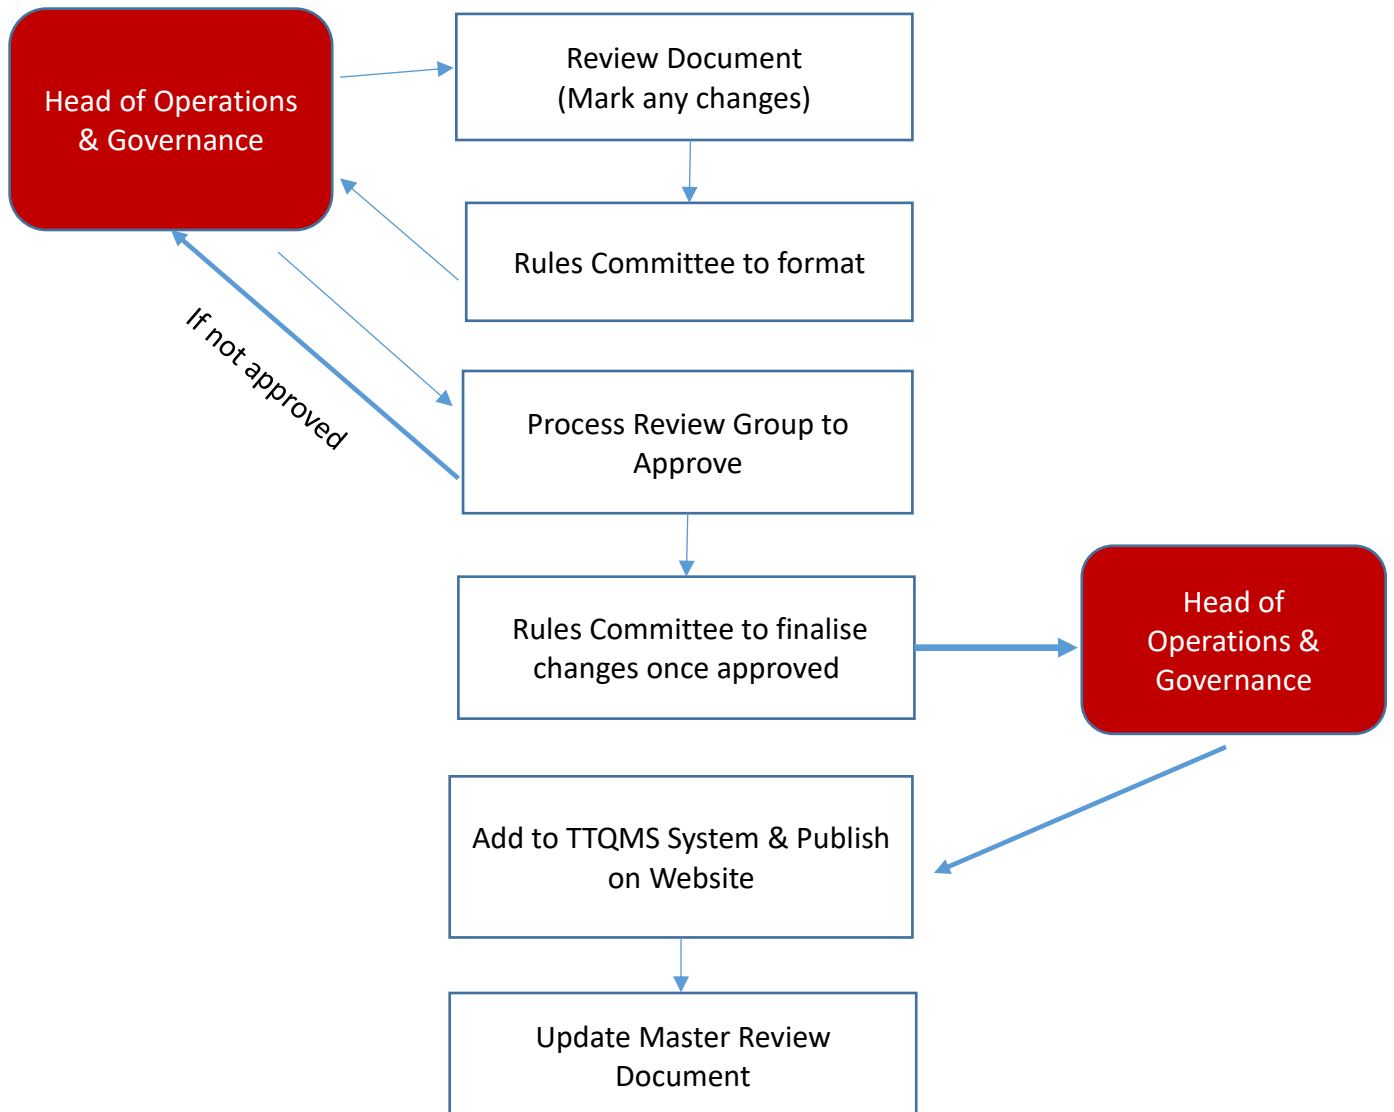 Head of Operations
& Governance
Review Document
(Mark any changes)
Rules Committee to format
If not approved
Process Review Group to
Approve
Rules Committee to finalise
changes once approved
Head of
Operations &
Governance
Add to TTQMS System & Publish
on Website
Update Master Review
Document